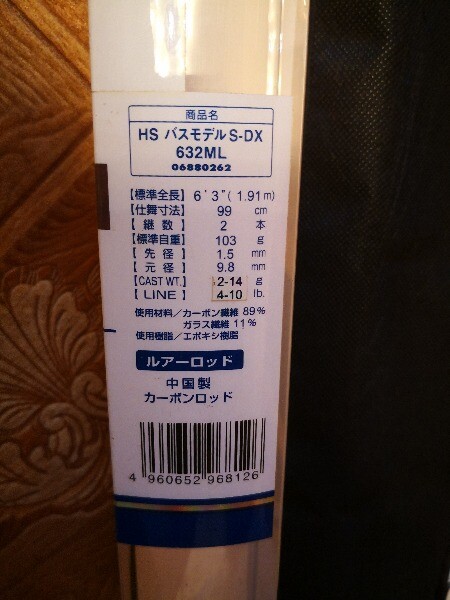 商品名
HS バスモデル S-DX
632ML
06880262
【標準全長】 6'3"(1.91m)
【仕舞寸法】 99 cm
【継数】 2 本
【標準自重】 103 g
【先径】 1.5 mm
【元径】 9.8 mm
【CAST WT.】 2-14 g
【LINE】 4-10 lb.
使用材料/カーボン繊維 89%
ガラス繊維 11%
使用樹脂/エポキシ樹脂
ルアーロッド
中国製
カーボンロッド
4 960652 968126